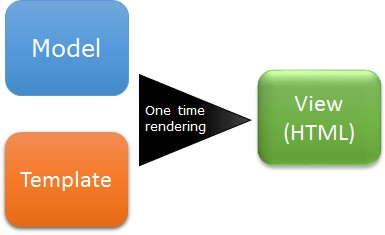 Model
Template
One time
rendering
View
(HTML)